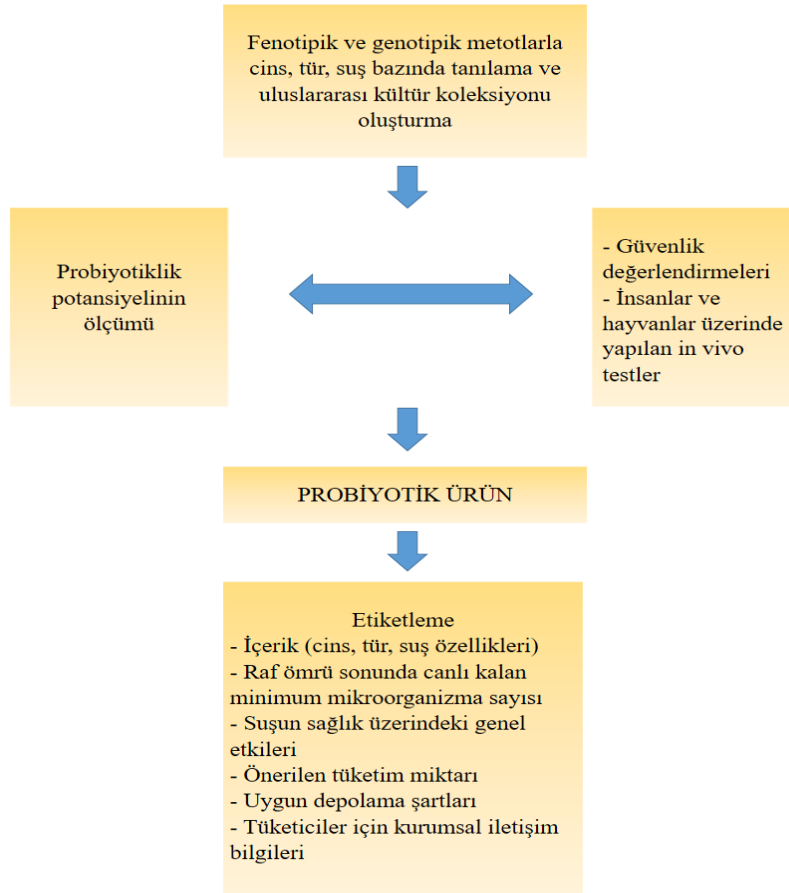 Fenotipik ve genotipik metotlarla
cins, tür, suş bazında tanılama ve
uluslararası kültür koleksiyonu
oluşturma
Probiyotiklik
potansiyelinin
ölçümü
- Güvenlik
değerlendirmeleri
- İnsanlar ve
hayvanlar üzerinde
yapılan in vivo
testler
PROBİYOTİK ÜRÜN
Etiketleme
- İçerik (cins, tür, suş özellikleri)
- Raf ömrü sonunda canlı kalan
minimum mikroorganizma sayısı
- Suşun sağlık üzerindeki genel
etkileri
- Önerilen tüketim miktarı
- Uygun depolama şartları
- Tüketiciler için kurumsal iletişim
bilgileri